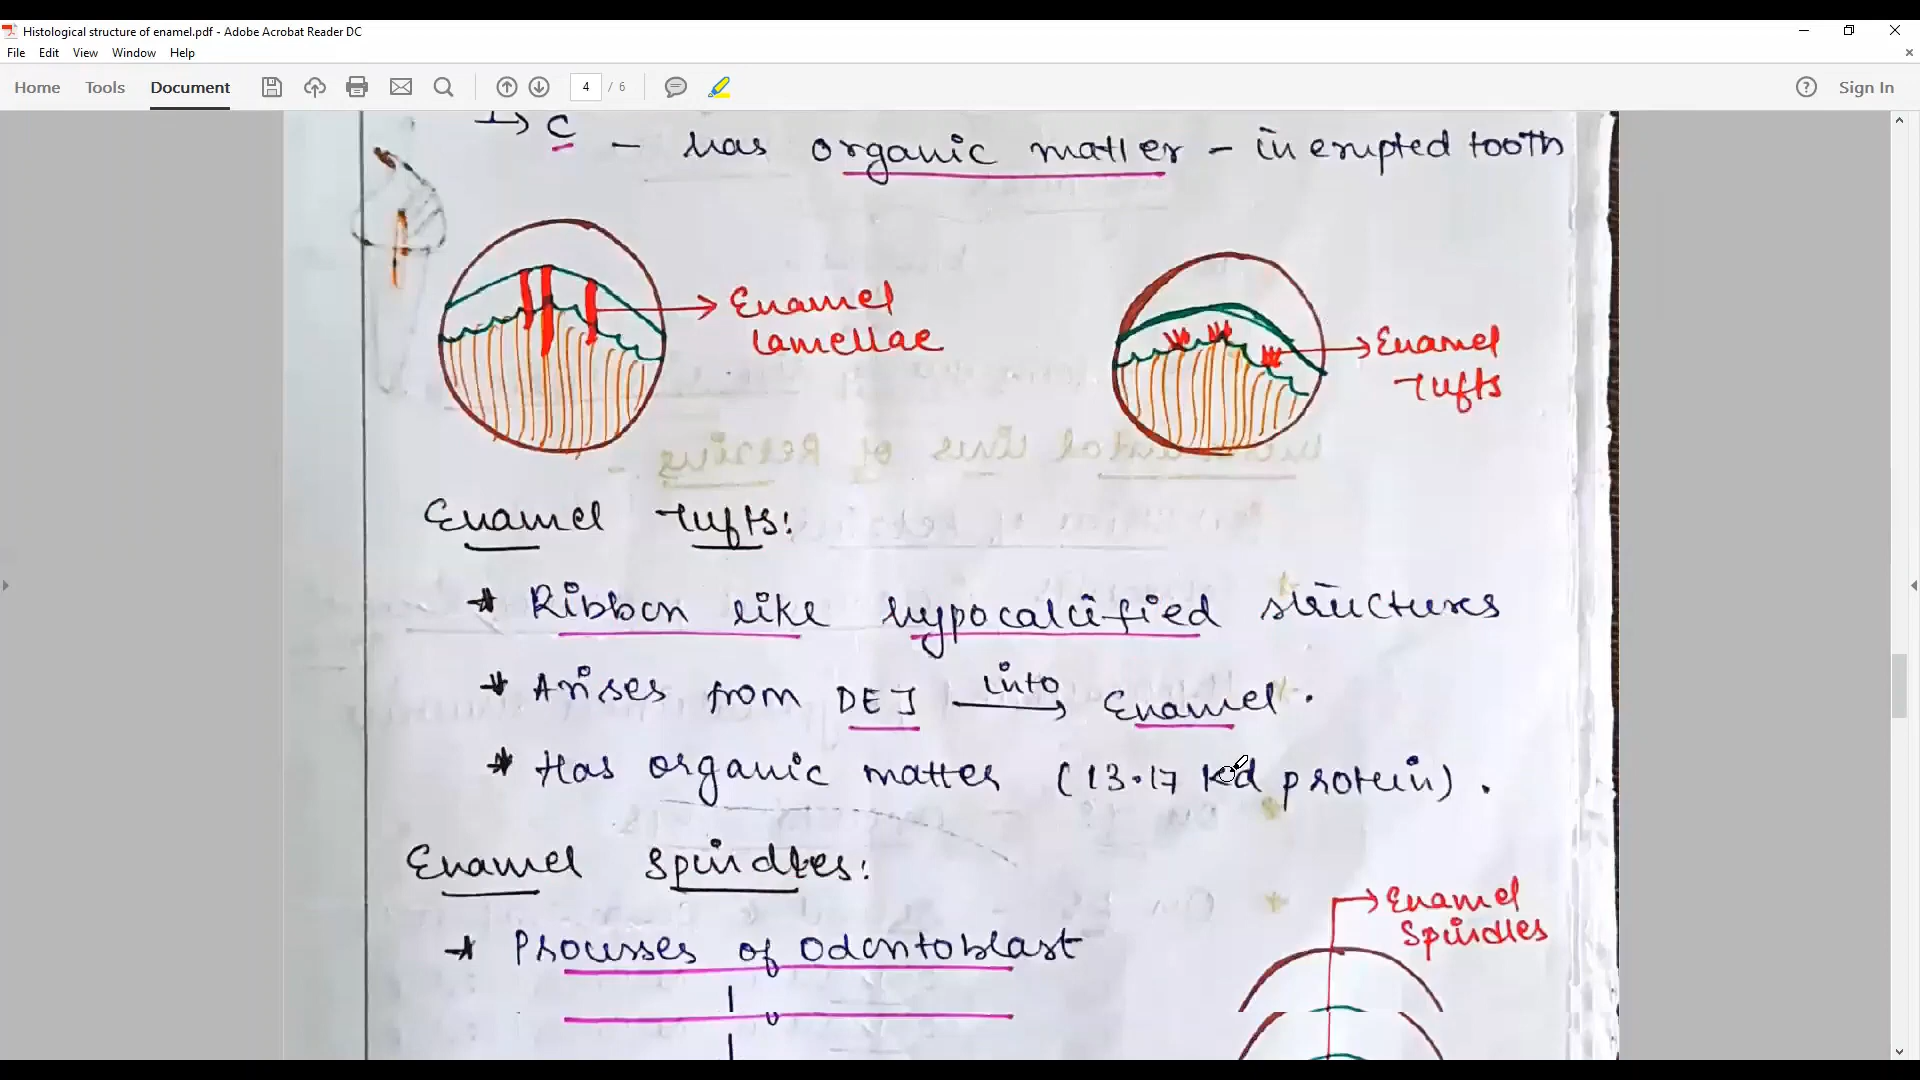 Histological structure of enamel.pdf - Adobe Acrobat Reader DC
File Edit View Window Help
Home Tools Document 4 / 6 Sign In
→ C - has organic matter - in erupted tooth
Enamel
lamellae
Enamel
Tufts
Enamel Tufts:
* Ribbon like hypocalcified structures
* Arises from DEJ into → Enamel.
* Has organic matter (13.17 Kd protein).
Enamel Spindles:
Enamel
Spindles
* Processes of Odontoblast